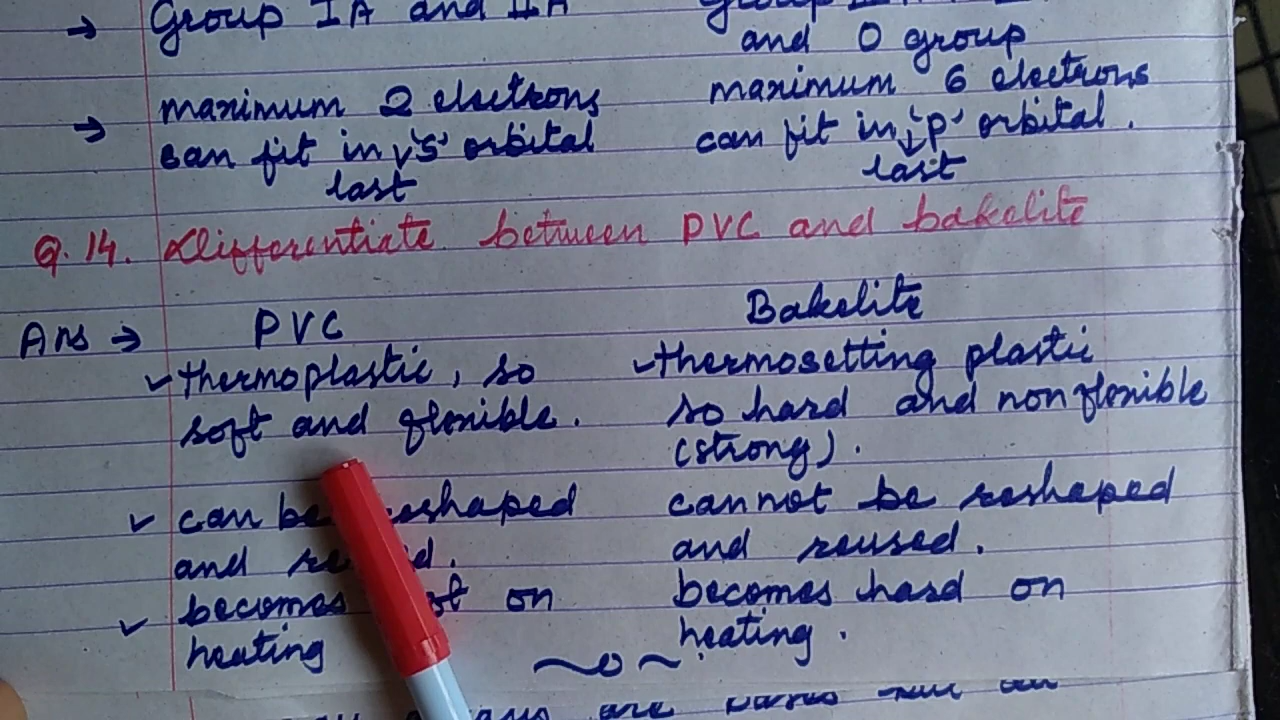 → Group IA and IIA
and 0 group
→ maximum 2 electrons
can fit in 's' orbital
last
maximum 6 electrons
can fit in 'p' orbital.
last
Q.14. Differentiate between PVC and bakelite
Ans → PVC
✓ thermoplastic, so
soft and flexible.
✓ can be reshaped
and
✓ becomes on
heating
Bakelite
✓ thermosetting plastic
so hard and nonflexible
(strong).
cannot be reshaped
and reused.
becomes hard on
heating.
are